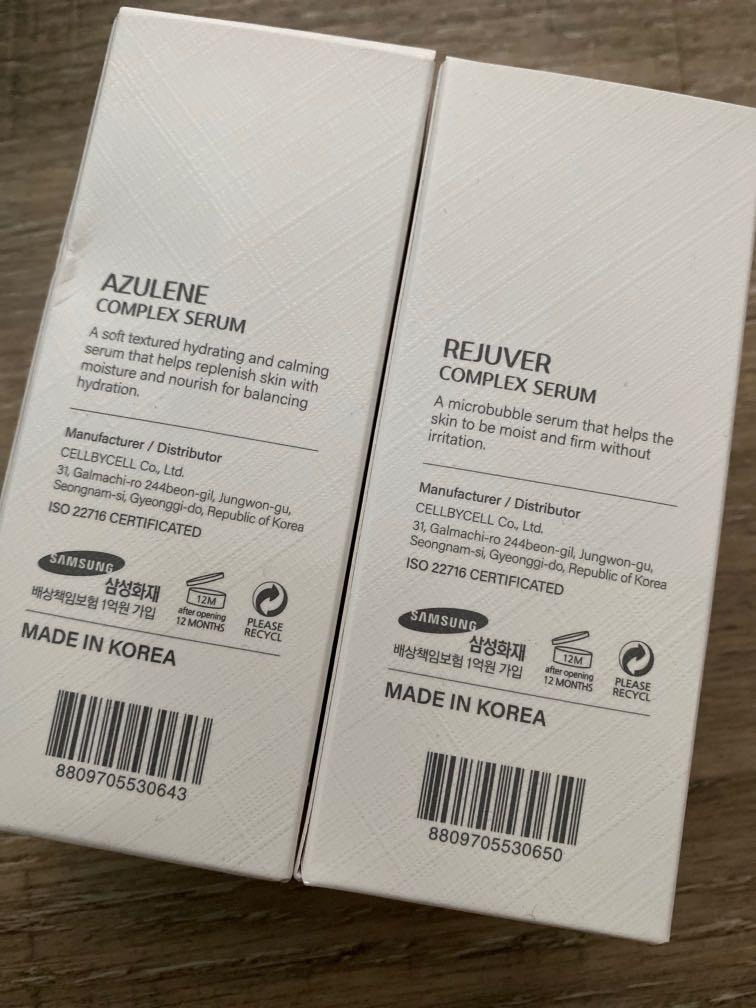 AZULENE
COMPLEX SERUM
A soft textured hydrating and calming
serum that helps replenish skin with
moisture and nourish for balancing
hydration.
Manufacturer / Distributor
CELLBYCELL Co., Ltd.
31, Galmachi-ro 244beon-gil, Jungwon-gu,
Seongnam-si, Gyeonggi-do, Republic of Korea
ISO 22716 CERTIFICATED
SAMSUNG
삼성화재
배상책임보험 1억원 가입
12M
after opening
12 MONTHS
PLEASE
RECYCL
MADE IN KOREA
8809705530643
REJUVER
COMPLEX SERUM
A microbubble serum that helps the
skin to be moist and firm without
irritation.
Manufacturer / Distributor
CELLBYCELL Co., Ltd.
31, Galmachi-ro 244beon-gil, Jungwon-gu,
Seongnam-si, Gyeonggi-do, Republic of Korea
ISO 22716 CERTIFICATED
SAMSUNG
삼성화재
배상책임보험 1억원 가입
12M
after opening
12 MONTHS
PLEASE
RECYCL
MADE IN KOREA
8809705530650